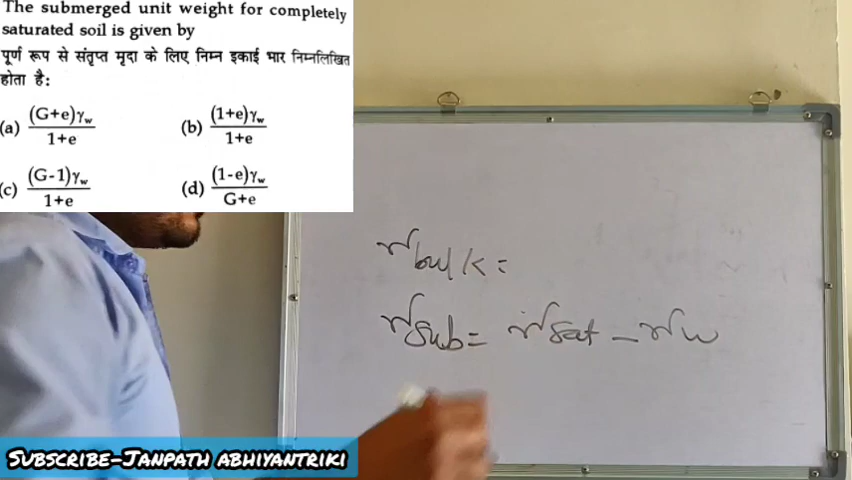 The submerged unit weight for completely
saturated soil is given by
पूर्ण रूप से संतृप्त मृदा के लिए निम्न इकाई भार निम्नलिखित
होता है:
(a) (G+e)γw / 1+e (b) (1+e)γw / 1+e
(c) (G-1)γw / 1+e (d) (1-e)γw / G+e
γbulk =
γsub = γsat - γw
SUBSCRIBE-JANPATH ABHIYANTRIKI